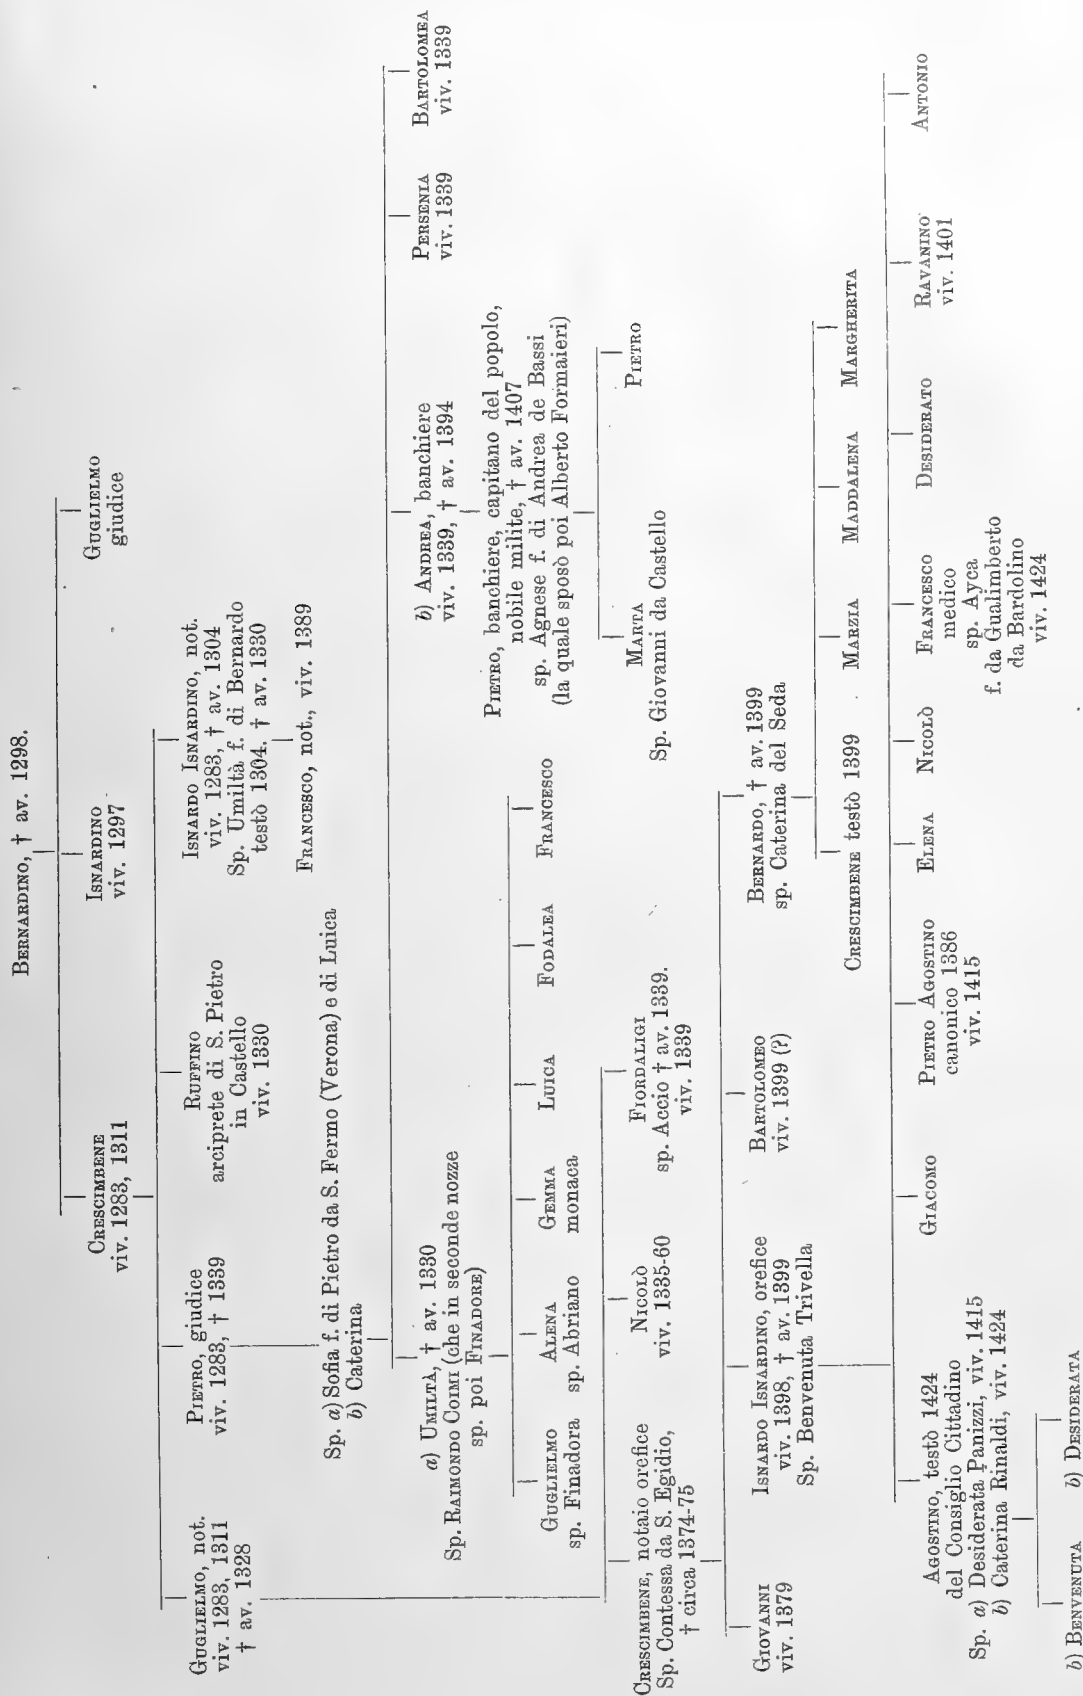 BERNARDINO, † av. 1298.
CRESCIMBENE
viv. 1283, 1311
ISNARDINO
viv. 1297
GUGLIELMO
giudice
GUGLIELMO, not.
viv. 1283, 1311
† av. 1328
PIETRO, giudice
viv. 1283, † 1339
RUFFINO
arciprete di S. Pietro
in Castello
viv. 1330
ISNARDO ISNARDINO, not.
viv. 1283, † av. 1304
Sp. Umiltà f. di Bernardo
testò 1304. † av. 1330
Sp. a) Sofia f. di Pietro da S. Fermo (Verona) e di Luica
b) Caterina
FRANCESCO, not., viv. 1389
a) UMILTÀ, † av. 1330
Sp. RAIMONDO COIMI (che in seconde nozze
sp. poi FINADORE)
b) ANDREA, banchiere
viv. 1339, † av. 1394
PERSENIA
viv. 1339
BARTOLOMEA
viv. 1339
PIETRO, banchiere, capitano del popolo,
nobile milite, † av. 1407
sp. Agnese f. di Andrea de Bassi
(la quale sposò poi Alberto Formaieri)
GUGLIELMO
sp. Finadora
ALENA
sp. Abriano
GEMMA
monaca
LUICA
FODALEA
FRANCESCO
MARTA
Sp. Giovanni da Castello
PIETRO
CRESCIMBENE, notaio orefice
Sp. Contessa da S. Egidio,
† circa 1374-75
NICOLÒ
viv. 1335-60
FIORDALIGI
sp. Accio † av. 1339.
viv. 1339
GIOVANNI
viv. 1379
ISNARDO ISNARDINO, orefice
viv. 1398, † av. 1399
Sp. Benvenuta Trivella
BARTOLOMEO
viv. 1399 (?)
BERNARDO, † av. 1399
sp. Caterina del Seda
CRESCIMBENE testò 1399
MARZIA
MADDALENA
MARGHERITA
AGOSTINO, testò 1424
del Consiglio Cittadino
Sp. a) Desiderata Panizzi, viv. 1415
b) Caterina Rinaldi, viv. 1424
GIACOMO
PIETRO AGOSTINO
canonico 1386
viv. 1415
ELENA
NICOLÒ
FRANCESCO
medico
sp. Ayca
f. da Gualimberto
da Bardolino
viv. 1424
DESIDERATO
RAVANINO
viv. 1401
ANTONIO
b) BENVENUTA
b) DESIDERATA